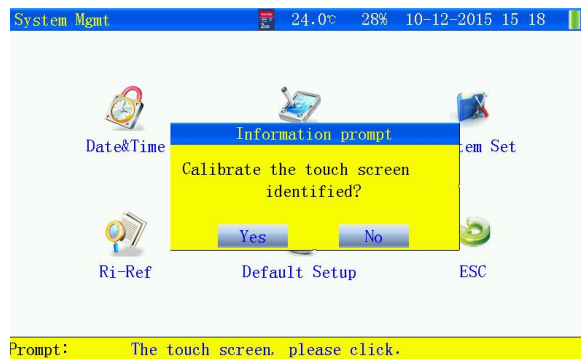 System Mgmt 24.0℃ 28% 10-12-2015 15 18
Date&Time tem Set
Information prompt
Calibrate the touch screen
identified?
Yes No
Ri-Ref Default Setup ESC
Prompt: The touch screen, please click.